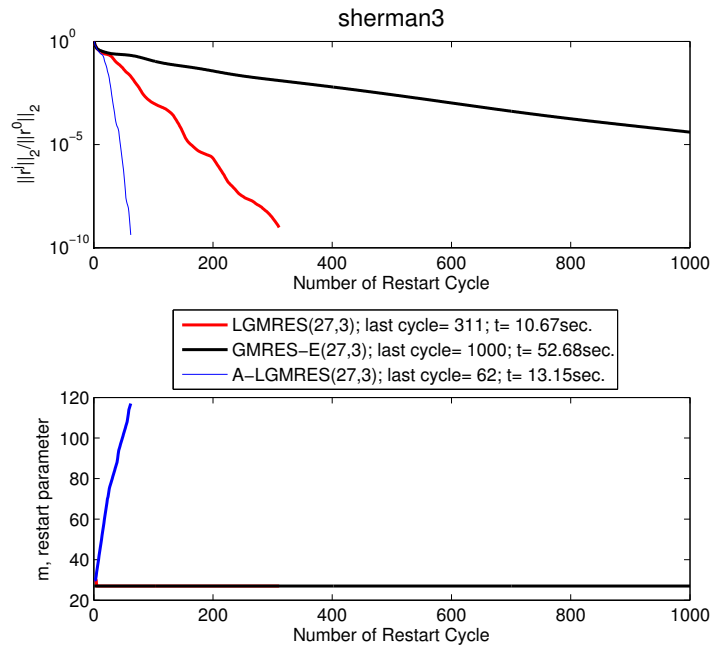 sherman3
10^0
10^-5
10^-10
||r^j||_2/||r^0||_2
0 200 400 600 800 1000
Number of Restart Cycle
LGMRES(27,3); last cycle= 311; t= 10.67sec.
GMRES-E(27,3); last cycle= 1000; t= 52.68sec.
A-LGMRES(27,3); last cycle= 62; t= 13.15sec.
120
100
80
60
40
20
m, restart parameter
0 200 400 600 800 1000
Number of Restart Cycle